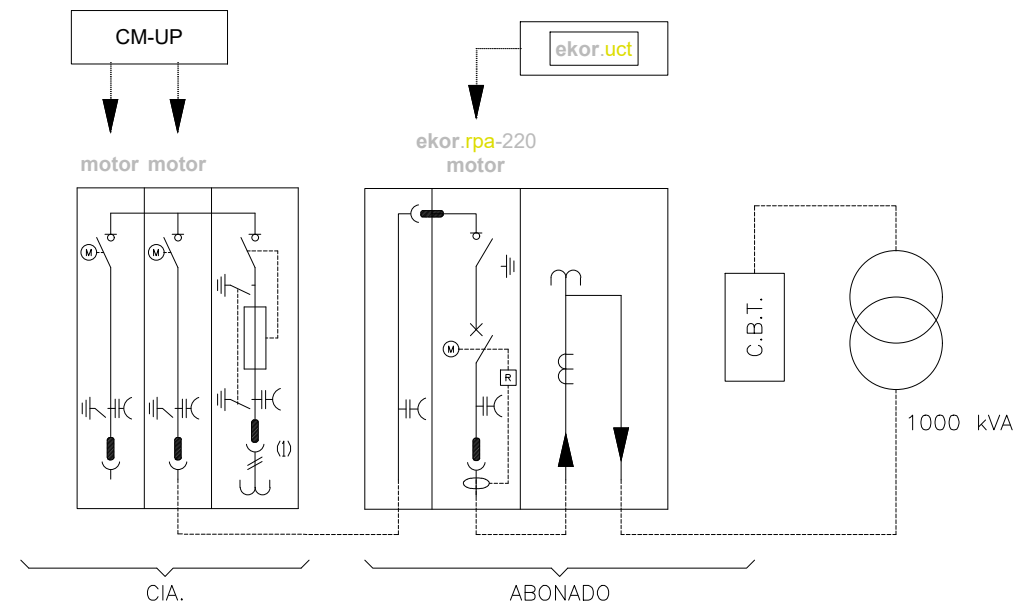 CM-UP
ekor.uct
ekor.rpa-220
motor
motor motor
M
M
M
R
(1)
C.B.T.
1000 kVA
CIA.
ABONADO